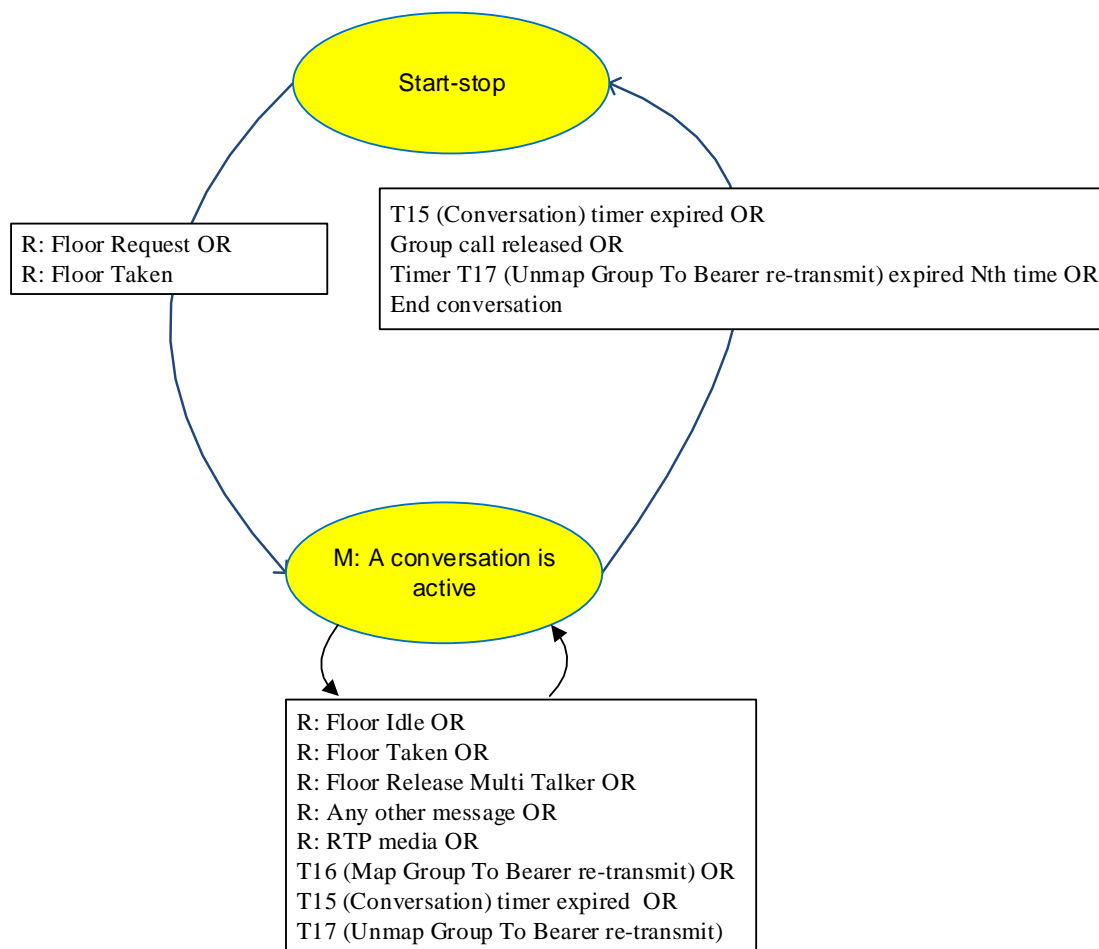 Start-stop
R: Floor Request OR
R: Floor Taken
T15 (Conversation) timer expired OR
Group call released OR
Timer T17 (Unmap Group To Bearer re-transmit) expired Nth time OR
End conversation
M: A conversation is
active
R: Floor Idle OR
R: Floor Taken OR
R: Floor Release Multi Talker OR
R: Any other message OR
R: RTP media OR
T16 (Map Group To Bearer re-transmit) OR
T15 (Conversation) timer expired  OR
T17 (Unmap Group To Bearer re-transmit)